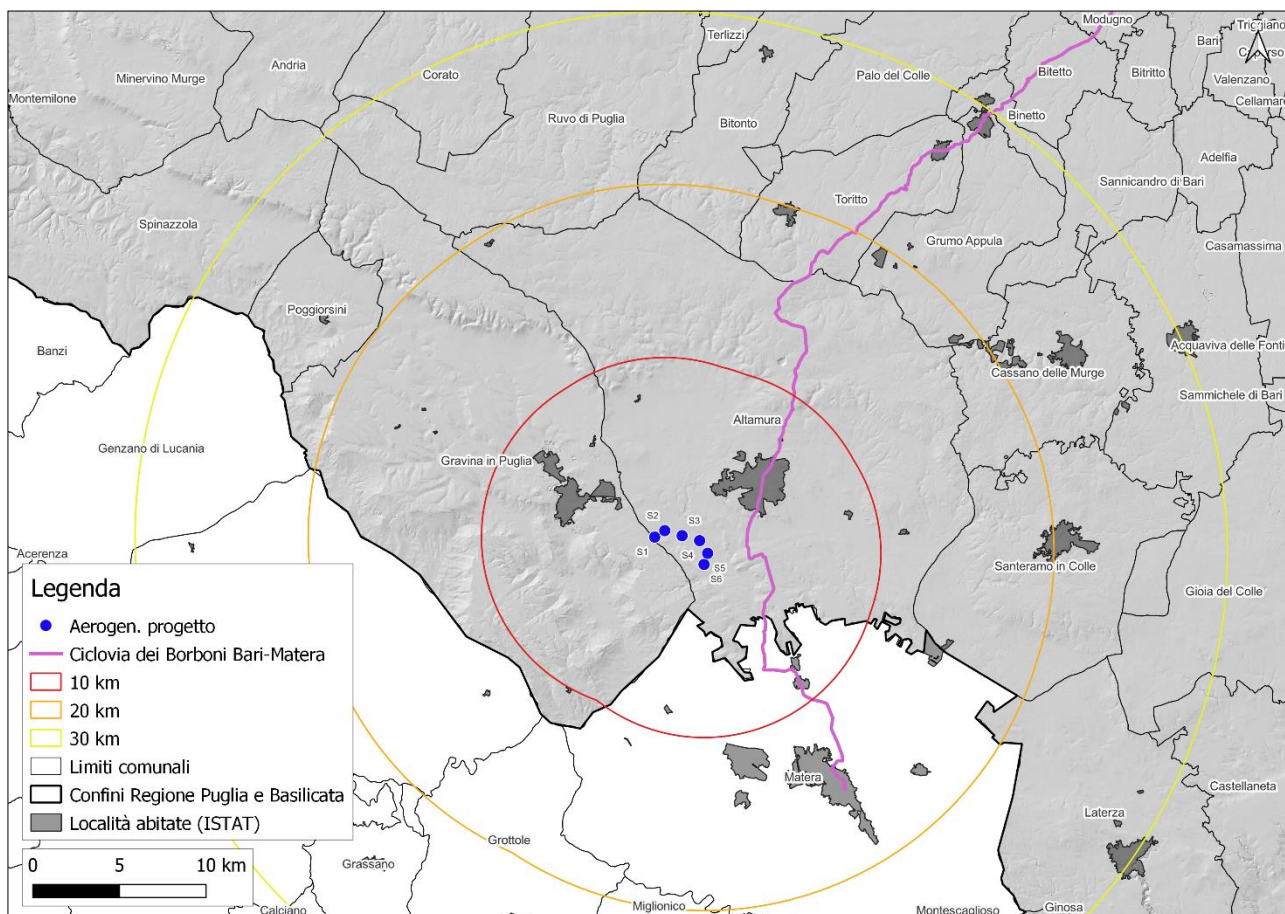 Modugno
Terlizzi
Triggiano
Bari
Andria
Corato
Palo del Colle
Bitetto
Bitritto
Minervino Murge
Valenzano
Montemilone
Cellamare
Ruvo di Puglia
Bitonto
Binetto
Adelfia
Sannicandro di Bari
Toritto
Spinazzola
Grumo Appula
Casamassima
Poggiorsini
Banzi
Acquaviva delle Fonti
Cassano delle Murge
Sammichele di Bari
Altamura
Genzano di Lucania
Gravina in Puglia
S2
S3
S1
S4
S5
S6
Acerenza
Santeramo in Colle
Gioia del Colle
Legenda
Aerogen. progetto
Ciclovia dei Borboni Bari-Matera
10 km
20 km
30 km
Limiti comunali
Confini Regione Puglia e Basilicata
Località abitate (ISTAT)
Matera
Castellaneta
Laterza
Grottole
Grassano
0 5 10 km
Calciano
Miglionico
Montescaglioso
Ginosa